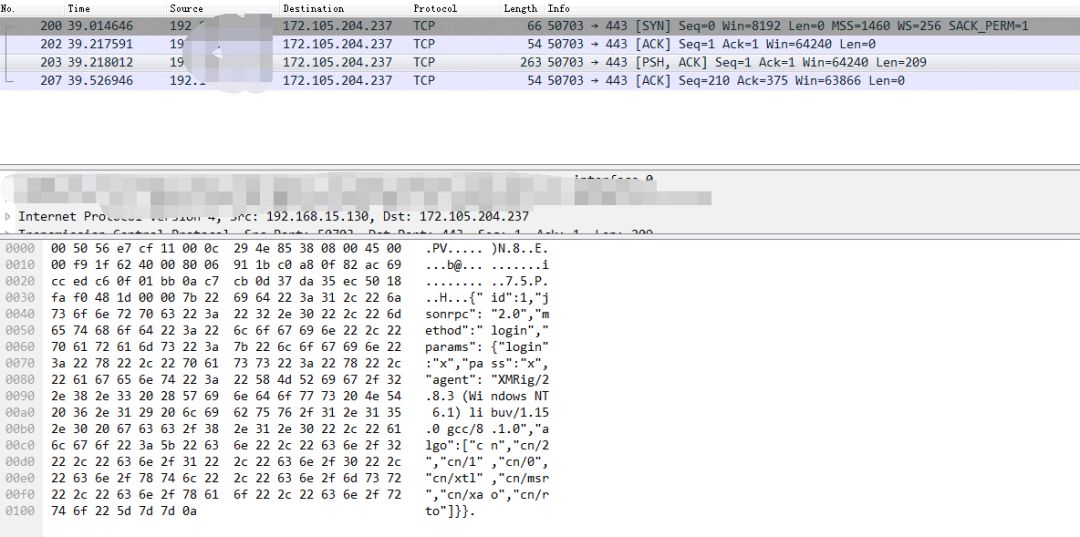 No. Time Source Destination Protocol Length Info
200 39.014646 192. 172.105.204.237 TCP 66 50703 → 443 [SYN] Seq=0 Win=8192 Len=0 MSS=1460 WS=256 SACK_PERM=1
202 39.217591 19 172.105.204.237 TCP 54 50703 → 443 [ACK] Seq=1 Ack=1 Win=64240 Len=0
203 39.218012 19 172.105.204.237 TCP 263 50703 → 443 [PSH, ACK] Seq=1 Ack=1 Win=64240 Len=209
207 39.526946 192. 172.105.204.237 TCP 54 50703 → 443 [ACK] Seq=210 Ack=375 Win=63866 Len=0
interface 0
Internet Protocol Version 4, Src: 192.168.15.130, Dst: 172.105.204.237
Transmission Control Protocol, Src Port: 50703, Dst Port: 443, Seq: 1, Ack: 1, Len: 209
0000 00 50 56 e7 cf 11 00 0c 29 4e 85 38 08 00 45 00 .PV..... )N.8..E.
0010 00 f9 1f 62 40 00 80 06 91 1b c0 a8 0f 82 ac 69 ...b@... .......i
0020 cc ed c6 0f 01 bb 0a c7 cb 0d 37 da 35 ec 50 18 ........ ..7.5.P.
0030 fa f0 48 1d 00 00 7b 22 69 64 22 3a 31 2c 22 6a ..H...{" id":1,"j
0040 73 6f 6e 72 70 63 22 3a 22 32 2e 30 22 2c 22 6d sonrpc": "2.0","m
0050 65 74 68 6f 64 22 3a 22 6c 6f 67 69 6e 22 2c 22 ethod":" login","
0060 70 61 72 61 6d 73 22 3a 7b 22 6c 6f 67 69 6e 22 params": {"login"
0070 3a 22 78 22 2c 22 70 61 73 73 22 3a 22 78 22 2c :"x","pa ss":"x",
0080 22 61 67 65 6e 74 22 3a 22 58 4d 52 69 67 2f 32 "agent": "XMRig/2
0090 2e 38 2e 33 20 28 57 69 6e 64 6f 77 73 20 4e 54 .8.3 (Wi ndows NT
00a0 20 36 2e 31 29 20 6c 69 62 75 76 2f 31 2e 31 35 6.1) li buv/1.15
00b0 2e 30 20 67 63 63 2f 38 2e 31 2e 30 22 2c 22 61 .0 gcc/8 .1.0","a
00c0 6c 67 6f 22 3a 5b 22 63 6e 22 2c 22 63 6e 2f 32 lgo":["c n","cn/2
00d0 22 2c 22 63 6e 2f 31 22 2c 22 63 6e 2f 30 22 2c ","cn/1" ,"cn/0",
00e0 22 63 6e 2f 78 74 6c 22 2c 22 63 6e 2f 6d 73 72 "cn/xtl" ,"cn/msr
00f0 22 2c 22 63 6e 2f 78 61 6f 22 2c 22 63 6e 2f 72 ","cn/xa o","cn/r
0100 74 6f 22 5d 7d 7d 0a to"]}}.